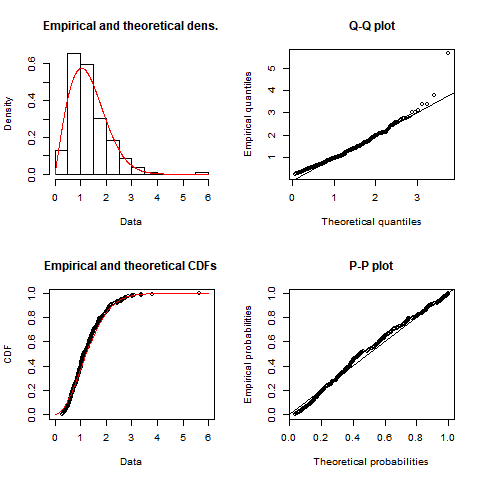 Empirical and theoretical dens.
Density
0.0
0.2
0.4
0.6
0 1 2 3 4 5 6
Data
Q-Q plot
Empirical quantiles
1
2
3
4
5
0 1 2 3
Theoretical quantiles
Empirical and theoretical CDFs
CDF
0.0
0.2
0.4
0.6
0.8
1.0
0 1 2 3 4 5 6
Data
P-P plot
Empirical probabilities
0.0
0.2
0.4
0.6
0.8
1.0
0.0 0.2 0.4 0.6 0.8 1.0
Theoretical probabilities